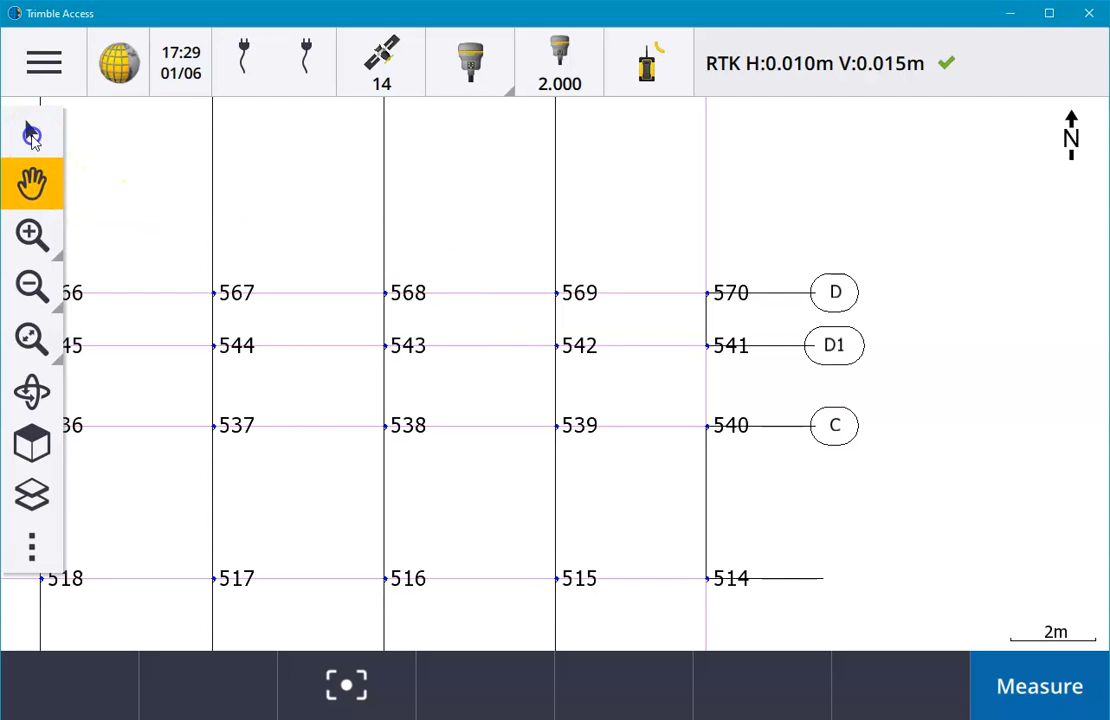 Trimble Access
17:29
01/06
14
2.000
RTK H:0.010m V:0.015m
N
66 567 568 569 570 D
45 544 543 542 541 D1
36 537 538 539 540 C
518 517 516 515 514
2m
Measure